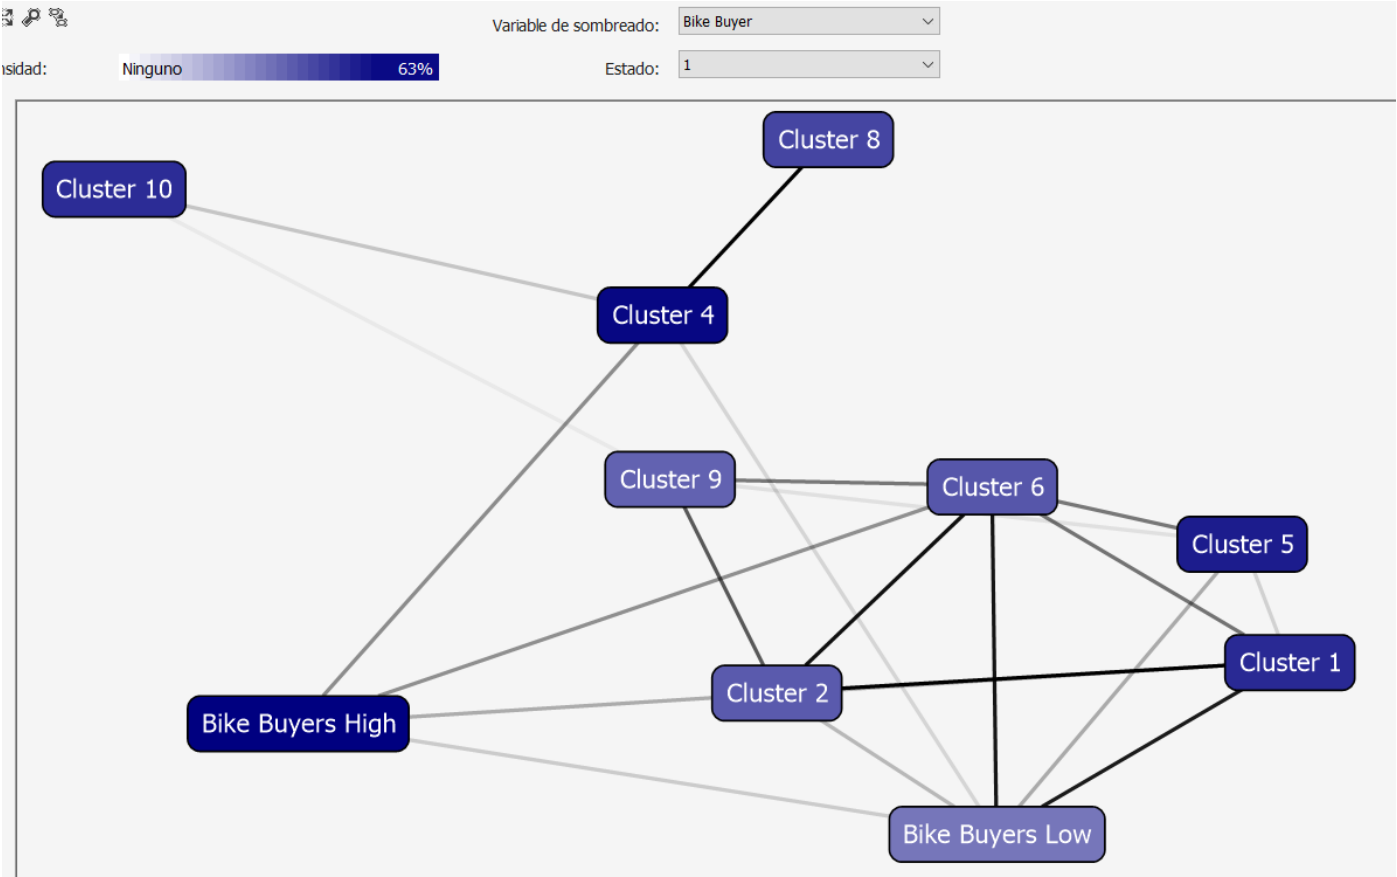 Variable de sombreado: Bike Buyer
nsidad: Ninguno 63% Estado: 1
Cluster 8
Cluster 10
Cluster 4
Cluster 9
Cluster 6
Cluster 5
Cluster 1
Cluster 2
Bike Buyers High
Bike Buyers Low